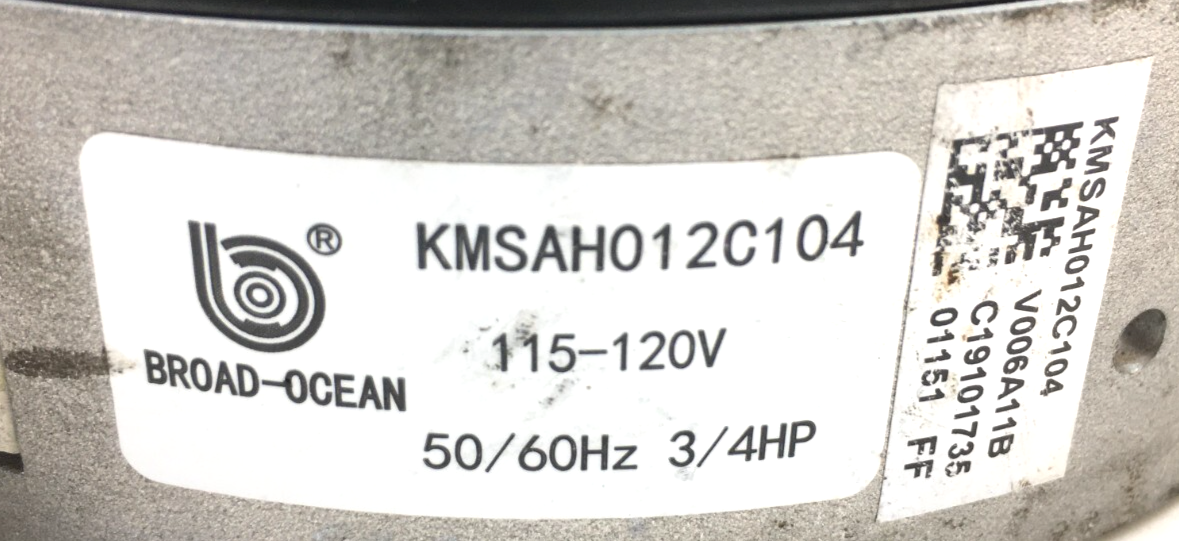 ®
BROAD-OCEAN
KMSAH012C104
115-120V
50/60Hz 3/4HP
KMSAH012C104
V006A11B
C19101735
01151 FF